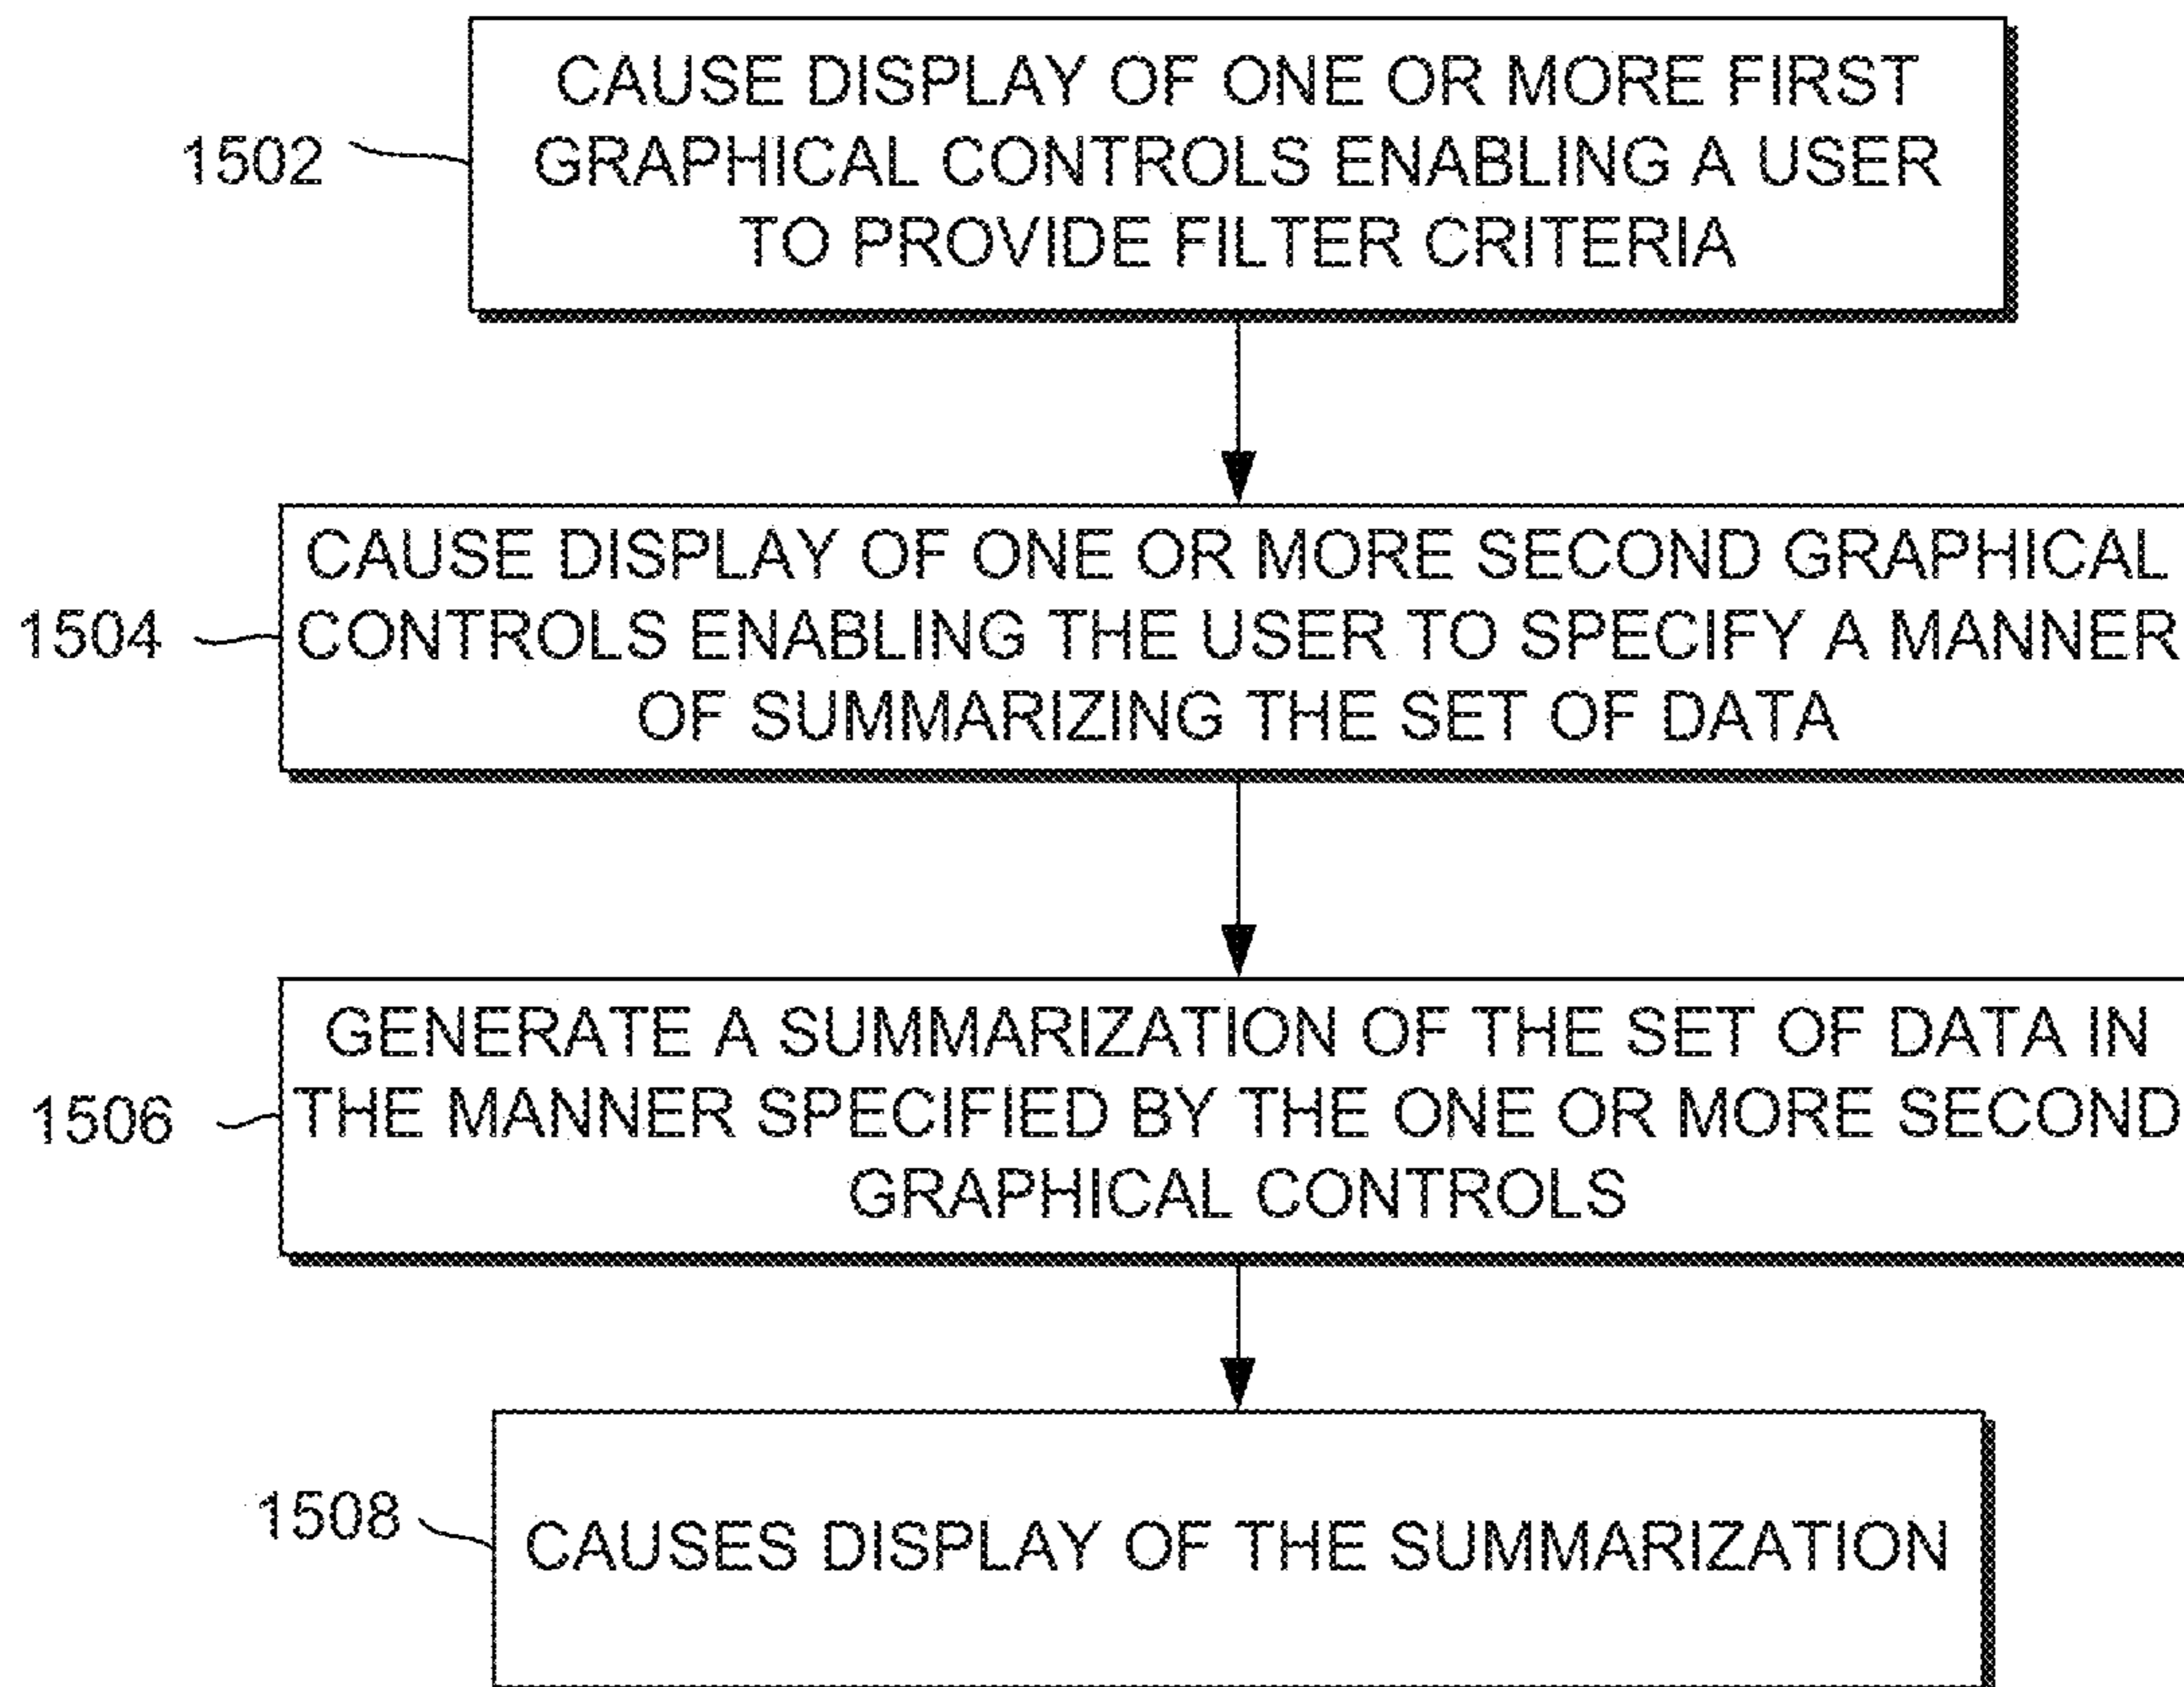 1502
CAUSE DISPLAY OF ONE OR MORE FIRST
GRAPHICAL CONTROLS ENABLING A USER
TO PROVIDE FILTER CRITERIA
1504
CAUSE DISPLAY OF ONE OR MORE SECOND GRAPHICAL
CONTROLS ENABLING THE USER TO SPECIFY A MANNER
OF SUMMARIZING THE SET OF DATA
1506
GENERATE A SUMMARIZATION OF THE SET OF DATA IN
THE MANNER SPECIFIED BY THE ONE OR MORE SECOND
GRAPHICAL CONTROLS
1508
CAUSES DISPLAY OF THE SUMMARIZATION